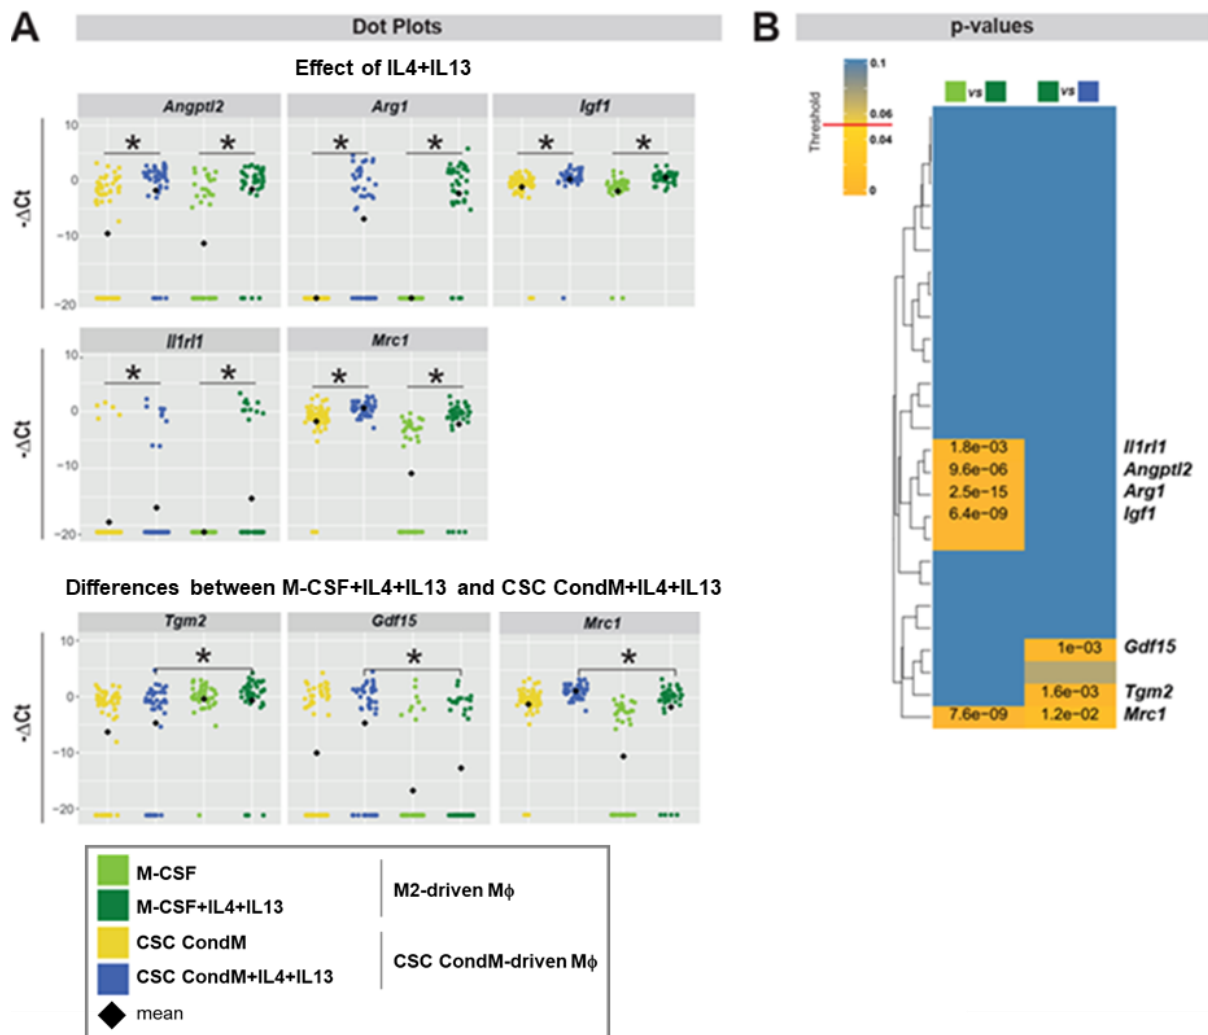 A
Dot Plots
Effect of IL4+IL13
Angptl2
Arg1
Igf1
-ΔCt
10
0
−10
−20
* * * * * *
Il1rl1
Mrc1
-ΔCt
10
0
−10
−20
* * * *
Differences between M-CSF+IL4+IL13 and CSC CondM+IL4+IL13
Tgm2
Gdf15
Mrc1
-ΔCt
10
0
−10
−20
* * *
M-CSF
M-CSF+IL4+IL13
M2-driven Mϕ
CSC CondM
CSC CondM+IL4+IL13
CSC CondM-driven Mϕ
mean
B
p-values
Threshold
0.1
0.06
0.04
0
vs
vs
1.8e−03
Il1rl1
9.6e−06
Angptl2
2.5e−15
Arg1
6.4e−09
Igf1
1e−03
Gdf15
1.6e−03
Tgm2
7.6e−09
1.2e−02
Mrc1